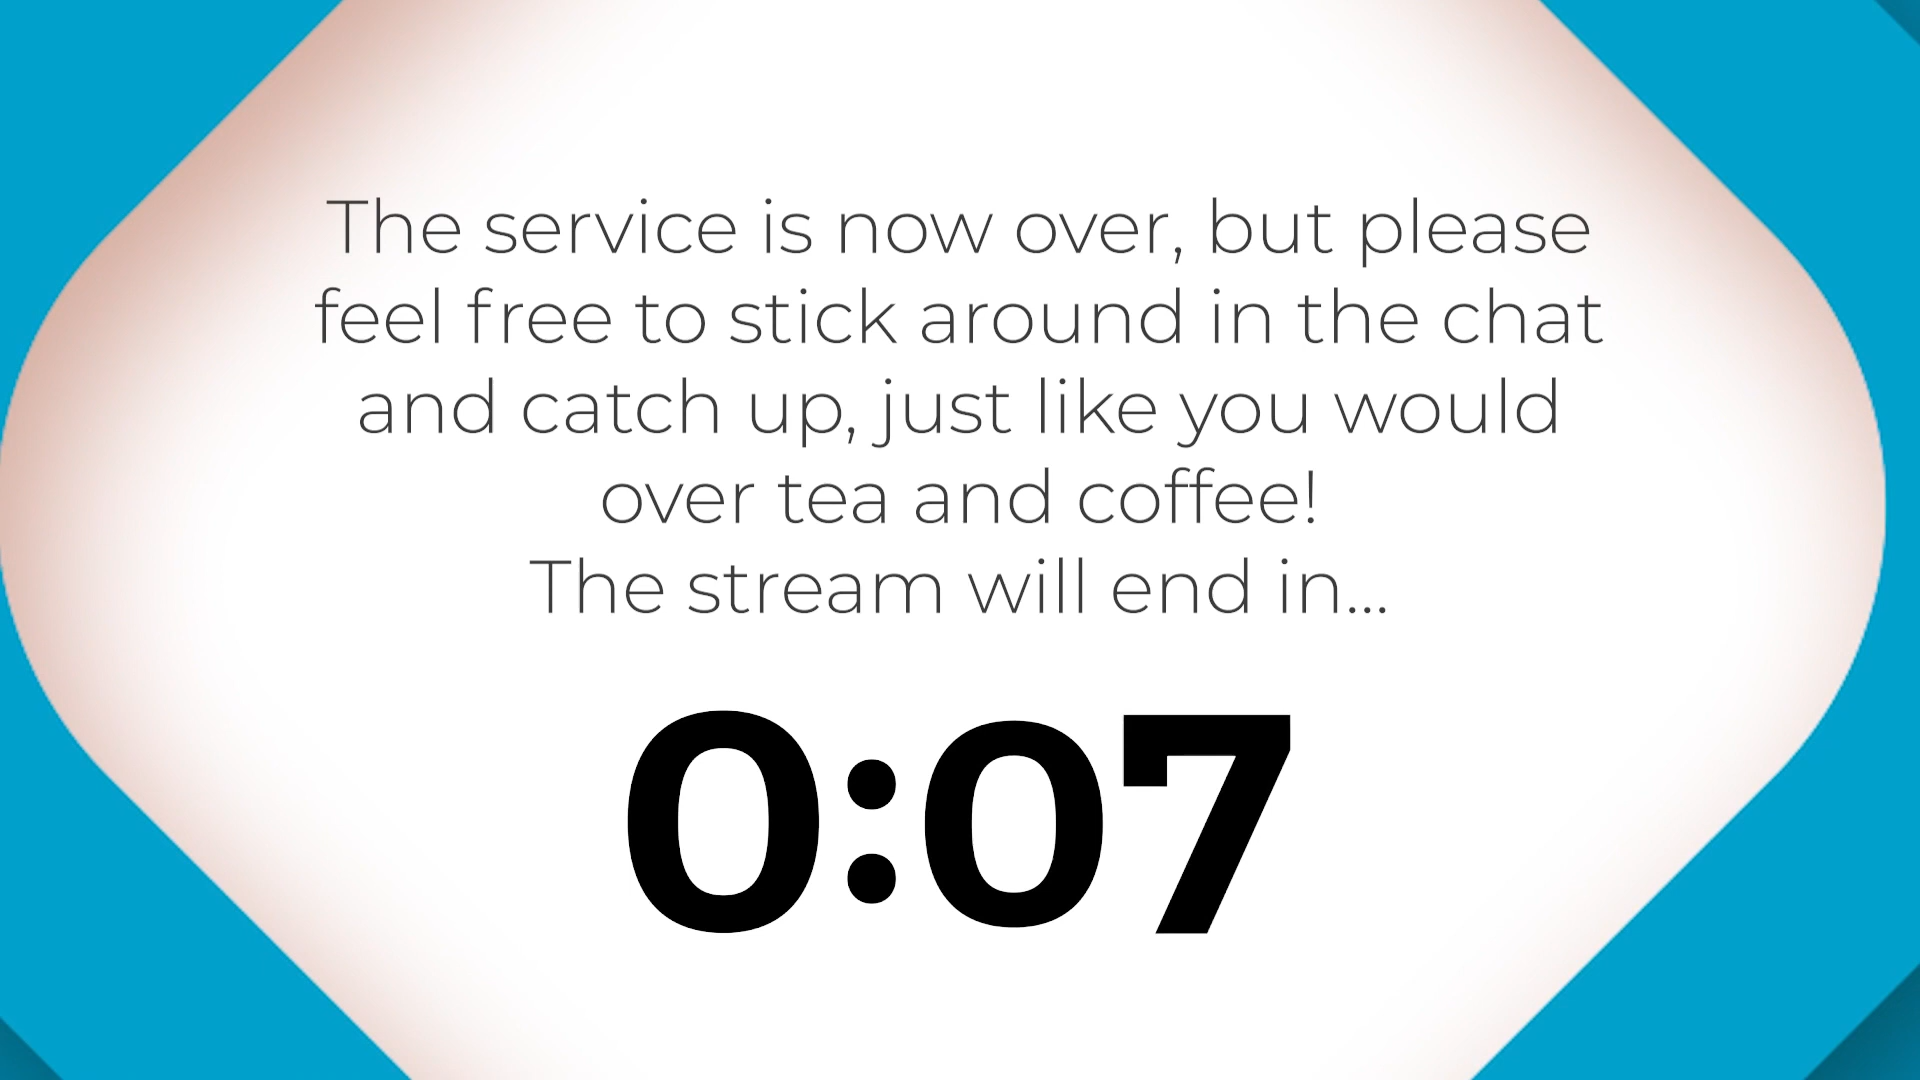 The service is now over, but please
feel free to stick around in the chat
and catch up, just like you would
over tea and coffee!
The stream will end in...
0:07